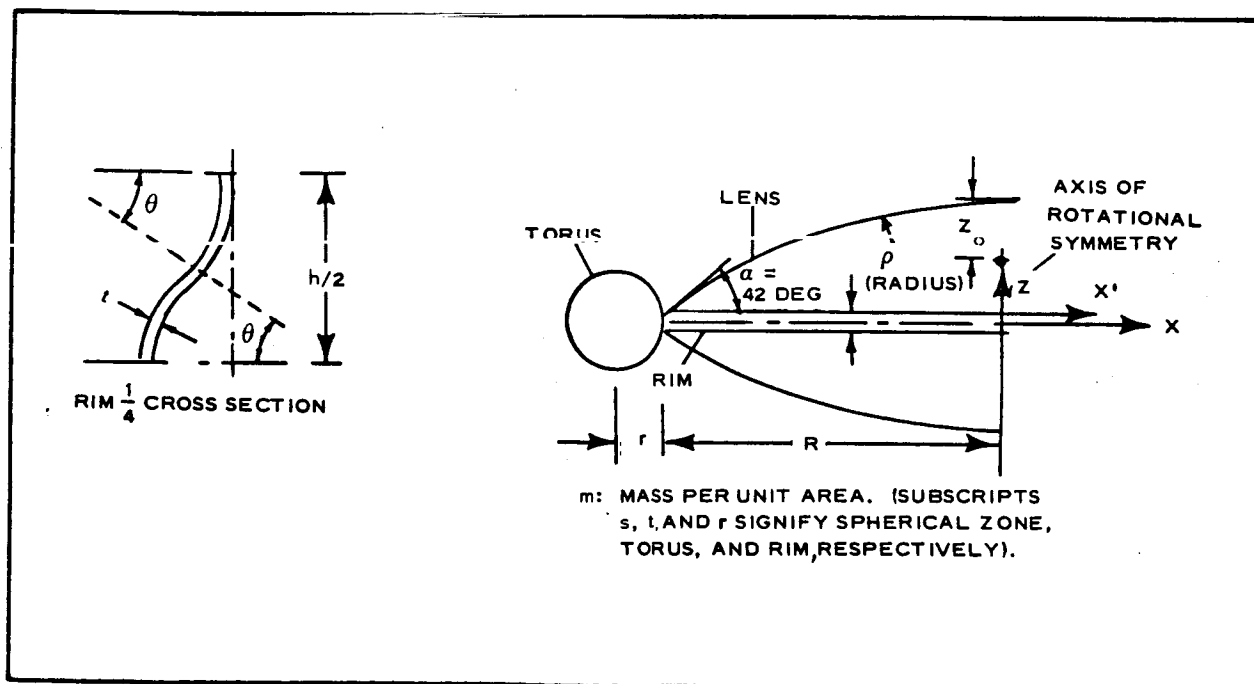 θ
t
θ
h/2
RIM 1/4 CROSS SECTION
TORUS
LENS
α =
42 DEG
ρ
(RADIUS)
Z₀
AXIS OF
ROTATIONAL
SYMMETRY
Z
X'
X
RIM
r
R
m: MASS PER UNIT AREA. (SUBSCRIPTS
s, t, AND r SIGNIFY SPHERICAL ZONE,
TORUS, AND RIM, RESPECTIVELY).